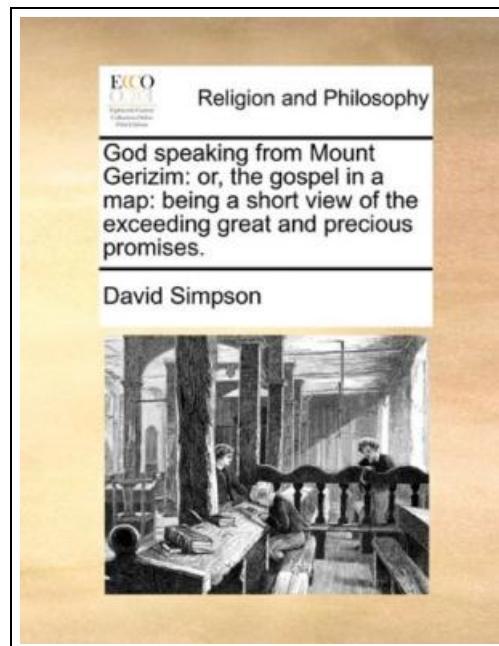 ECCO
Religion and Philosophy
God speaking from Mount
Gerizim: or, the gospel in a
map: being a short view of the
exceeding great and precious
promises.
David Simpson